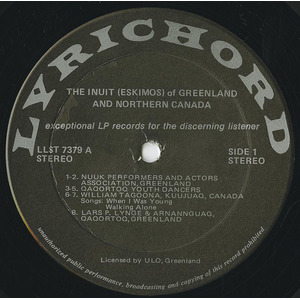 LYRICHORD
THE INUIT (ESKIMOS) of GREENLAND
AND NORTHERN CANADA
exceptional LP records for the discerning listener
LLST 7379 A
STEREO
SIDE 1
STEREO
1-2. NUUK PERFORMERS AND ACTORS
ASSOCIATION, GREENLAND
3-5. QAQORTOQ YOUTH DANCERS
6-7. WILLIAM TAGOONA, KUUJUAQ, CANADA
Songs: When I Was Young
Walking Alone
8. LARS P. LYNGE & ARNANNGUAQ,
QAQORTOQ, GREENLAND
Licensed by ULO, Greenland
unauthorized public performance, broadcasting and copying of this record prohibited